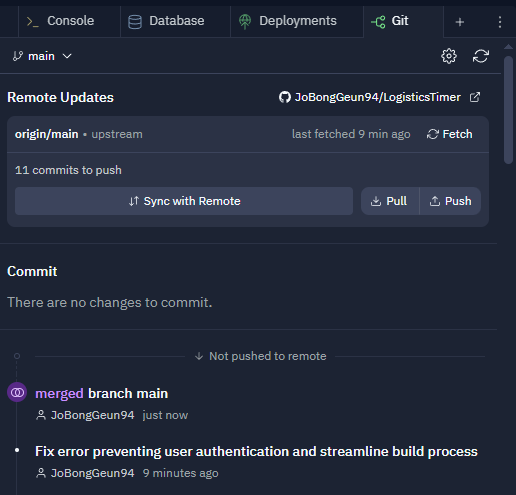 Console Database Deployments Git
main
Remote Updates JoBongGeun94/LogisticsTimer
origin/main • upstream last fetched 9 min ago Fetch
11 commits to push
Sync with Remote Pull Push
Commit
There are no changes to commit.
Not pushed to remote
merged branch main
JoBongGeun94 just now
Fix error preventing user authentication and streamline build process
JoBongGeun94 9 minutes ago